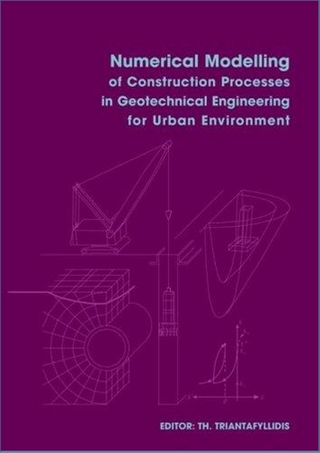 Numerical Modelling
of Construction Processes
in Geotechnical Engineering
for Urban Environment
EDITOR: TH. TRIANTAFYLLIDIS